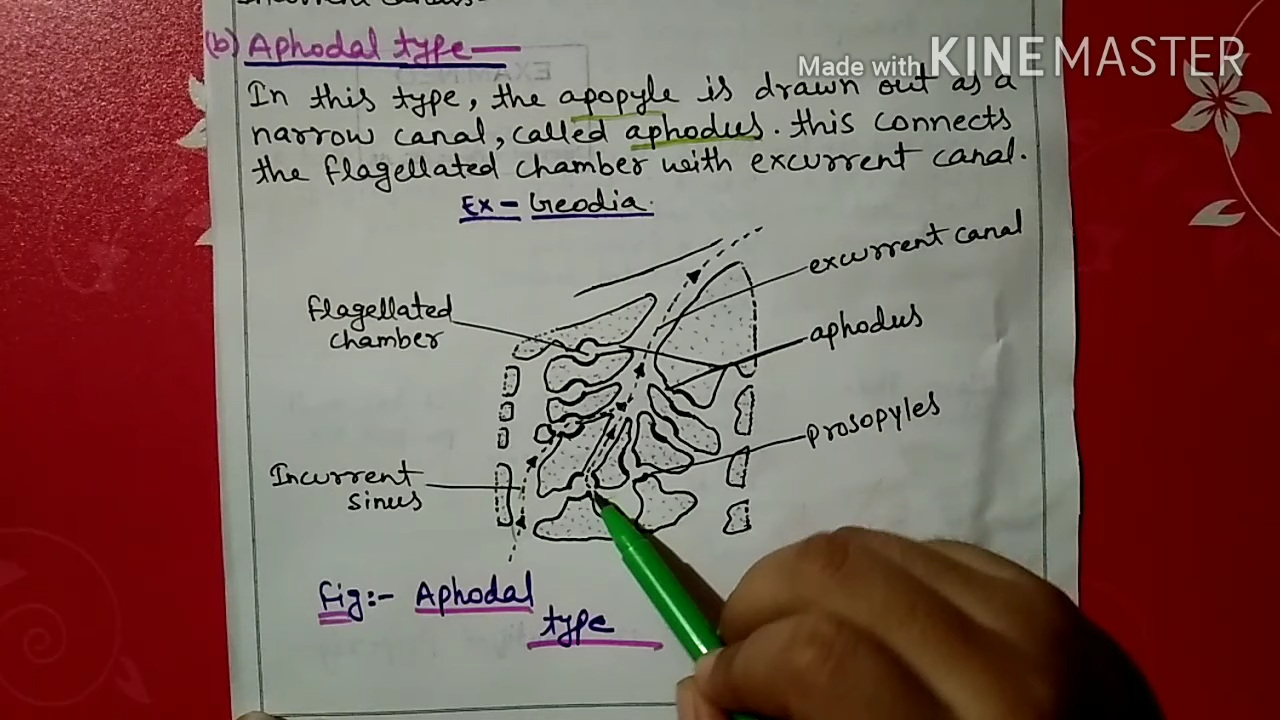 (b) Aphodal type—
Made with KINEMASTER
In this type, the apopyle is drawn out as a
narrow canal, called aphodus. this connects
the flagellated chamber with excurrent canal.
Ex- Geodia.
excurrent canal
flagellated
chamber
aphodus
prosopyles
Incurrent
sinus
Fig:- Aphodal
type